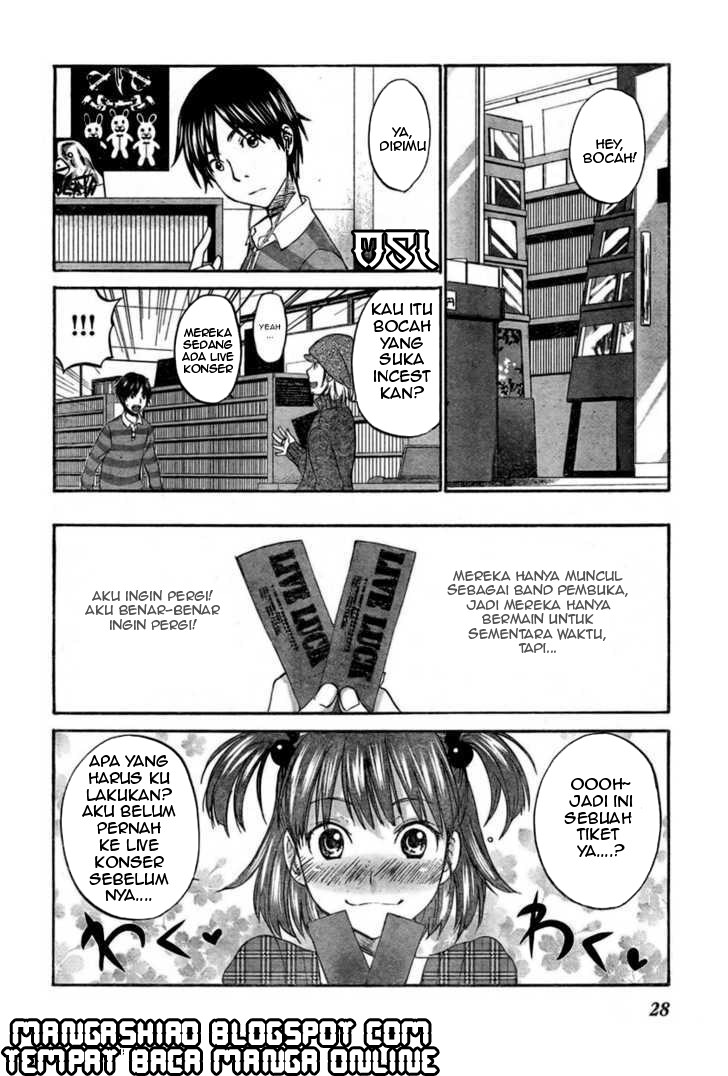 HEY,
BOCAH!
YA,
DIRIMU
DEATH
USI
KAU ITU
BOCAH
YANG
SUKA
INCEST
KAN?
YEAH
...
MEREKA
SEDANG
ADA LIVE
KONSER
!!!
MEREKA HANYA MUNCUL
SEBAGAI BAND PEMBUKA,
JADI MEREKA HANYA
BERMAIN UNTUK
SEMENTARA WAKTU,
TAPI...
LIVE LUCK
LIVE LUCK
AKU INGIN PERGI!
AKU BENAR-BENAR
INGIN PERGI!
OOOH~
JADI INI
SEBUAH
TIKET
YA....?
APA YANG
HARUS KU
LAKUKAN?
AKU BELUM
PERNAH
KE LIVE
KONSER
SEBELUM
NYA....
わく♥
わく♥
28
MANGASHIRO BLOGSPOT COM
TEMPAT BACA MANGA ONLINE